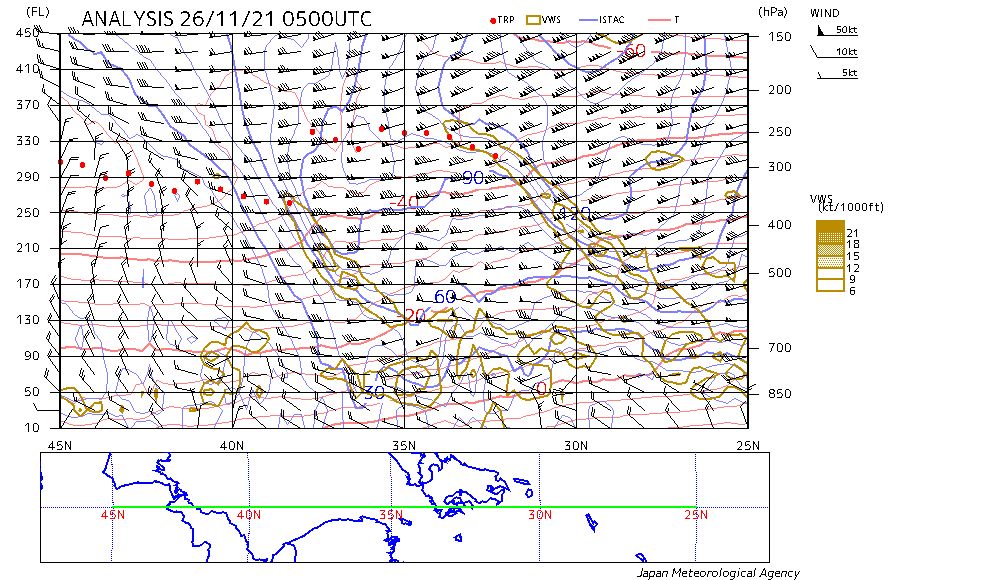 (FL) ANALYSIS 26/11/21 0500UTC TRP VWS ISTAC T (hPa) WIND
450 150 50kt
410 10kt
370 200 5kt
330 250
290 300
250 400 VWS
(kt/1000ft)
210 21
18
170 500 15
12
130 9
6
90 700
50 850
10
-60
90
-40
120
60
-20
30
0
45N 40N 35N 30N 25N
45N 40N 35N 30N 25N
Japan Meteorological Agency